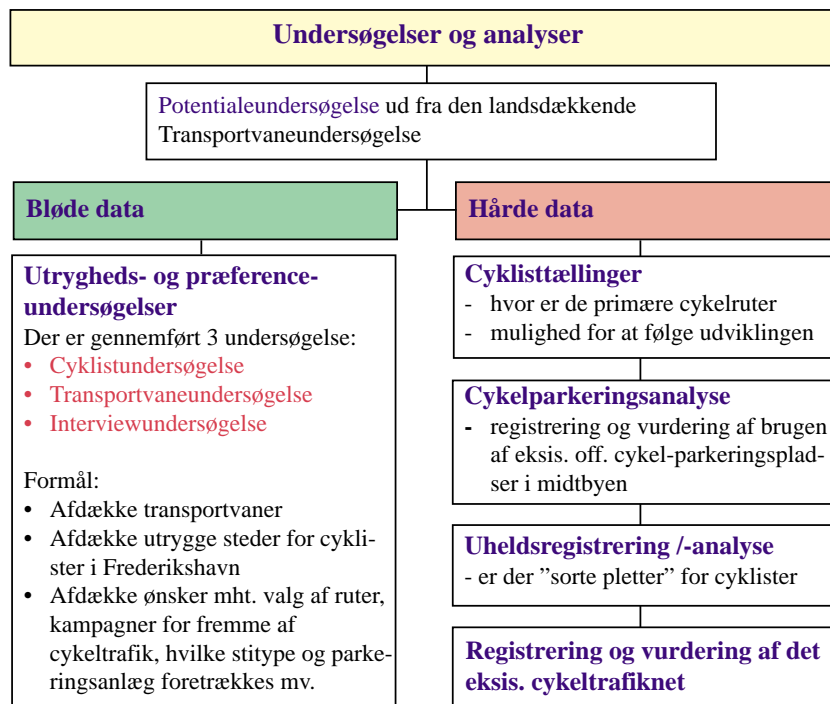 Undersøgelser og analyser
Potentialeundersøgelse ud fra den landsdækkende
Transportvaneundersøgelse
Bløde data
Utrygheds- og præference-
undersøgelser
Der er gennemført 3 undersøgelse:
• Cyklistundersøgelse
• Transportvaneundersøgelse
• Interviewundersøgelse
Formål:
• Afdække transportvaner
• Afdække utrygge steder for cykli-
ster i Frederikshavn
• Afdække ønsker mht. valg af ruter,
kampagner for fremme af
cykeltrafik, hvilke stitype og parke-
ringsanlæg foretrækkes mv.
Hårde data
Cyklisttællinger
- hvor er de primære cykelruter
- mulighed for at følge udviklingen
Cykelparkeringsanalyse
- registrering og vurdering af brugen
af eksis. off. cykel-parkeringsplad-
ser i midtbyen
Uheldsregistrering /-analyse
- er der ”sorte pletter” for cyklister
Registrering og vurdering af det
eksis. cykeltrafiknet